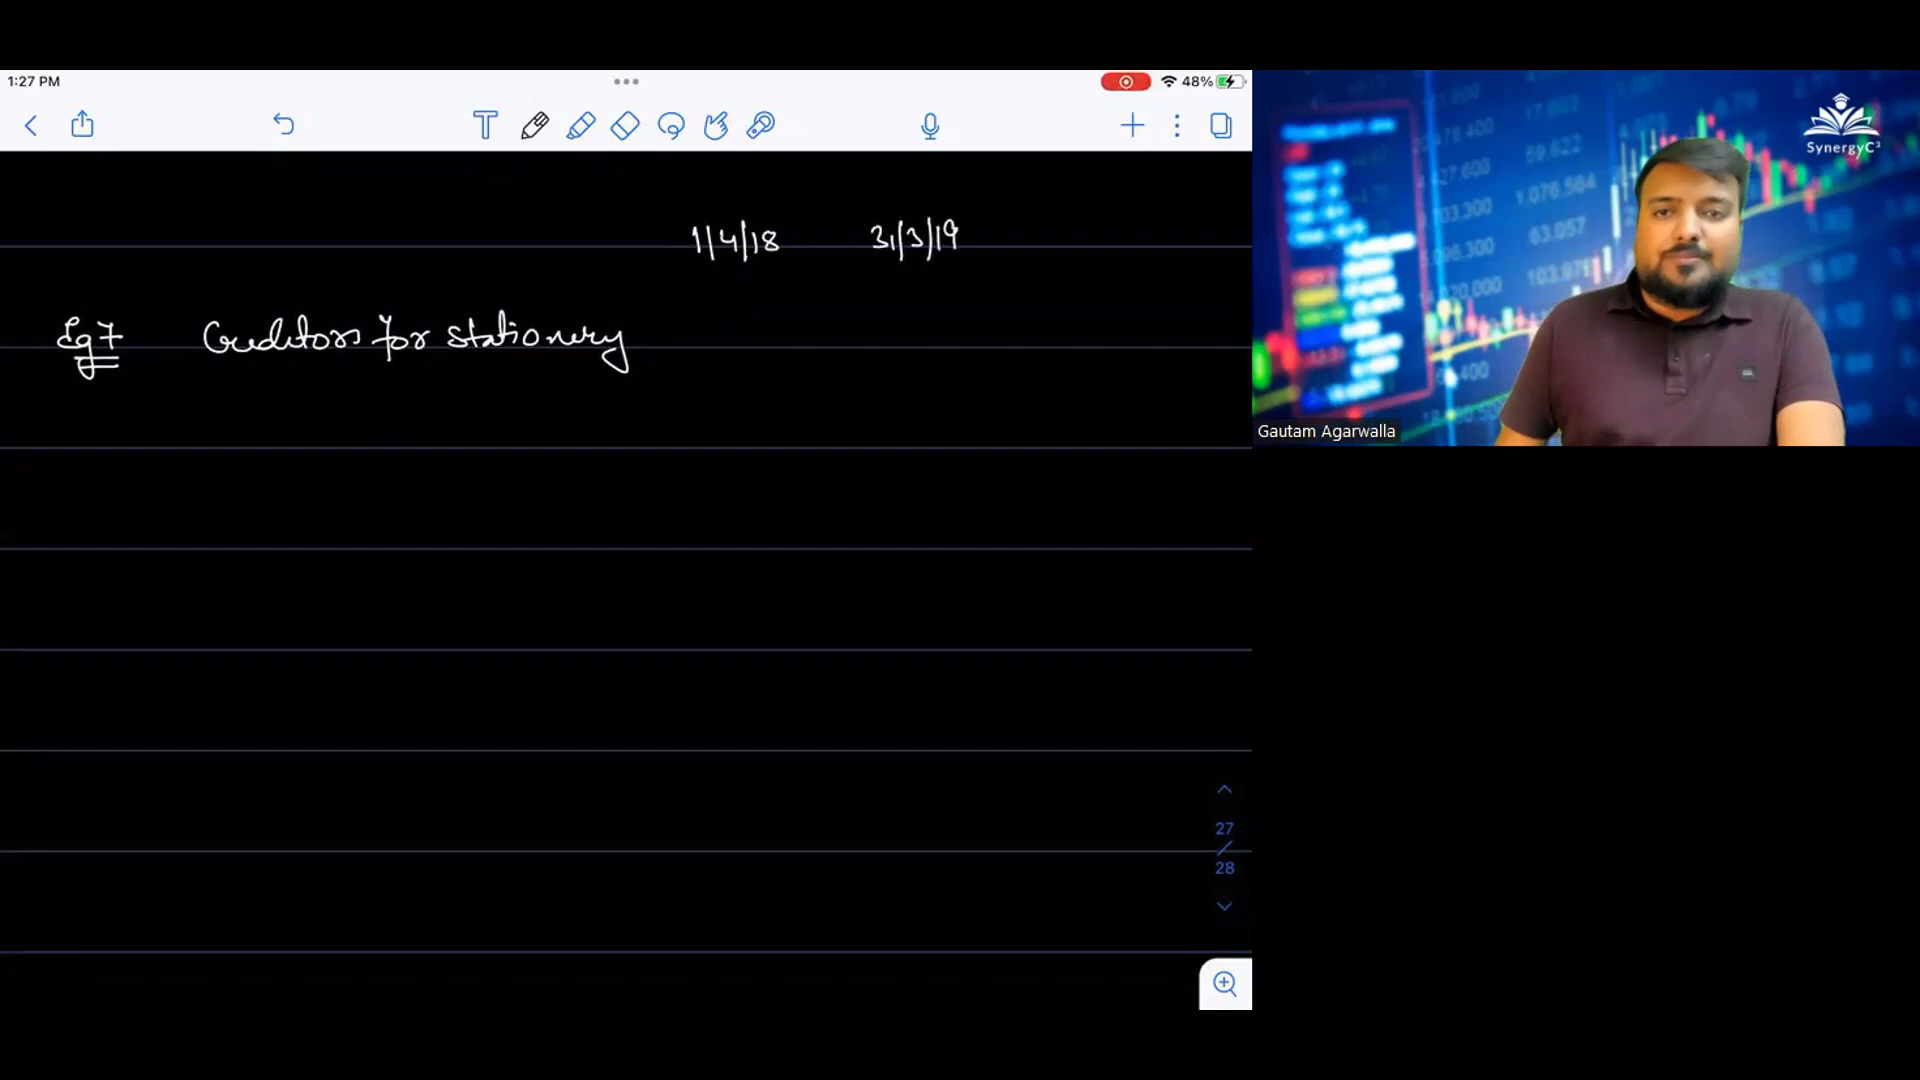 1:27 PM
48%
SynergyC³
1/4/18 31/3/19
Eg 7 Creditors for stationery
Gautam Agarwalla
27
28